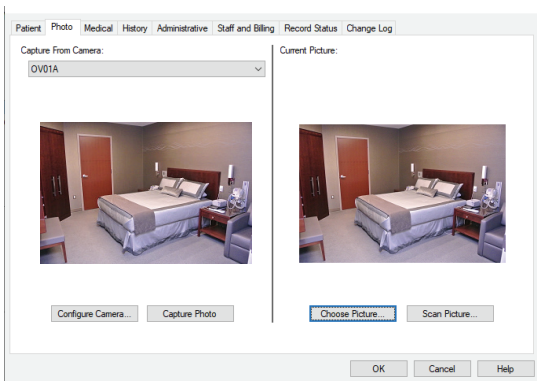 Patient Photo Medical History Administrative Staff and Billing Record Status Change Log
Capture From Camera:
OV01A
Current Picture:
Configure Camera... Capture Photo
Choose Picture... Scan Picture...
OK Cancel Help